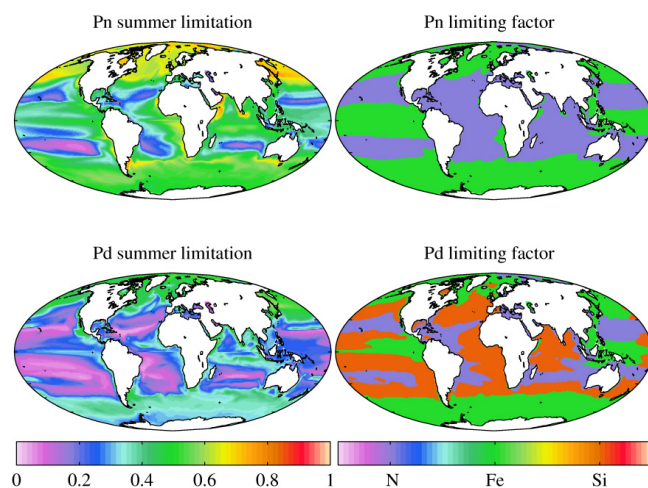 Pn summer limitation
Pn limiting factor
Pd summer limitation
Pd limiting factor
0 0.2 0.4 0.6 0.8 1
N Fe Si